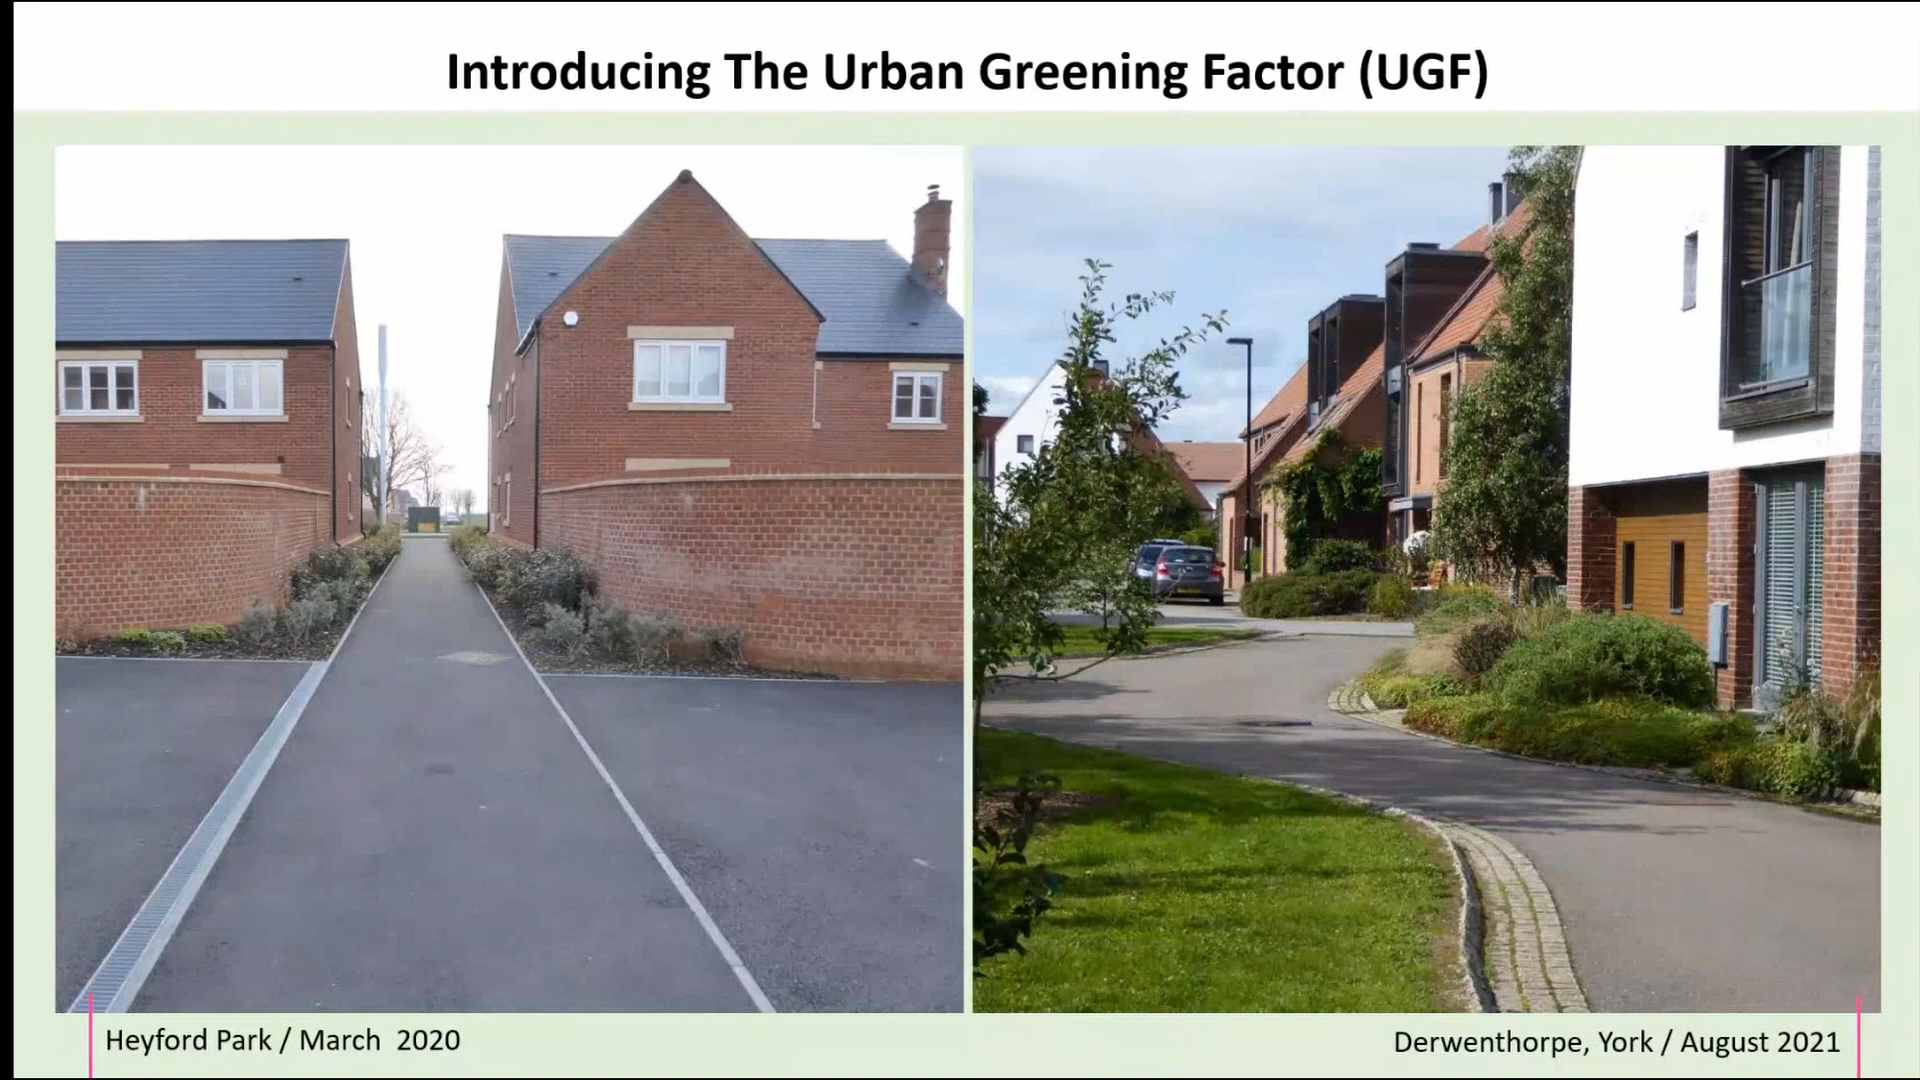 Introducing The Urban Greening Factor (UGF)
Heyford Park / March 2020
Derwenthorpe, York / August 2021